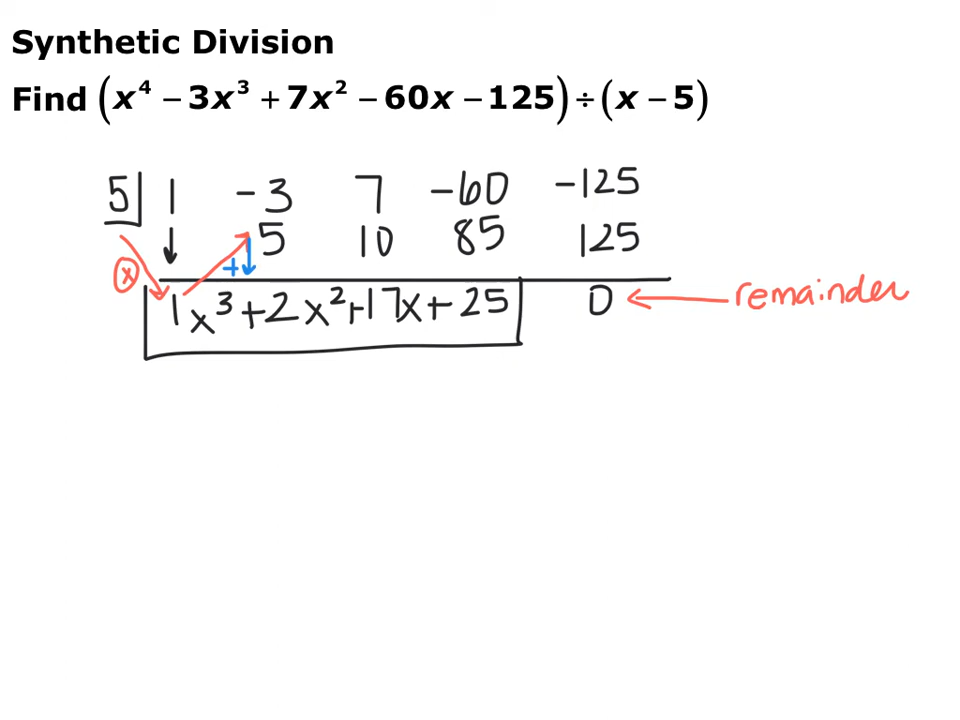 Synthetic Division
Find (x⁴ − 3x³ + 7x² − 60x − 125) ÷ (x − 5)
5 1 -3 7 -60 -125
5 10 85 125
(x) +
1x³+2x²+17x+25 0 remainder